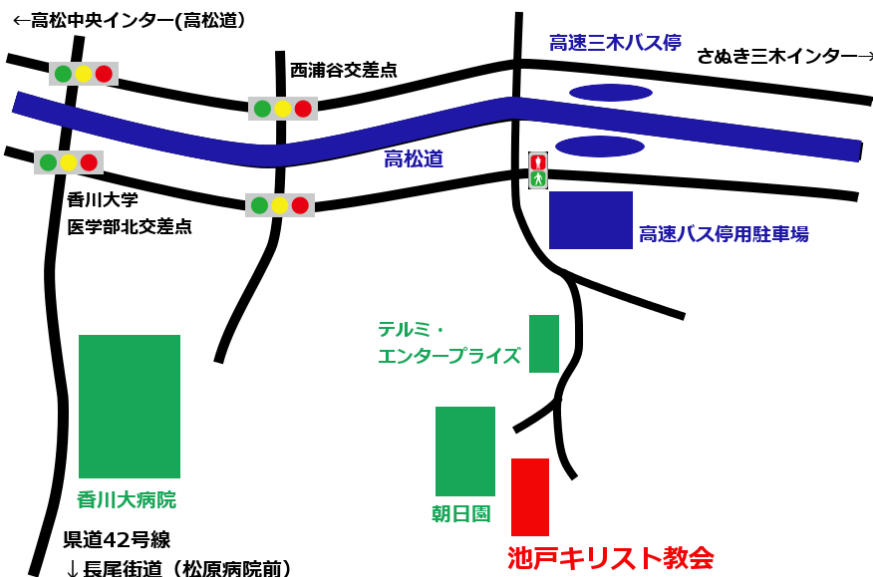 ←高松中央インター(高松道）
高速三木バス停
さぬき三木インター→
西浦谷交差点
高松道
香川大学
医学部北交差点
高速バス停用駐車場
テルミ・
エンタープライズ
香川大病院
朝日園
県道42号線
↓長尾街道（松原病院前）
池戸キリスト教会